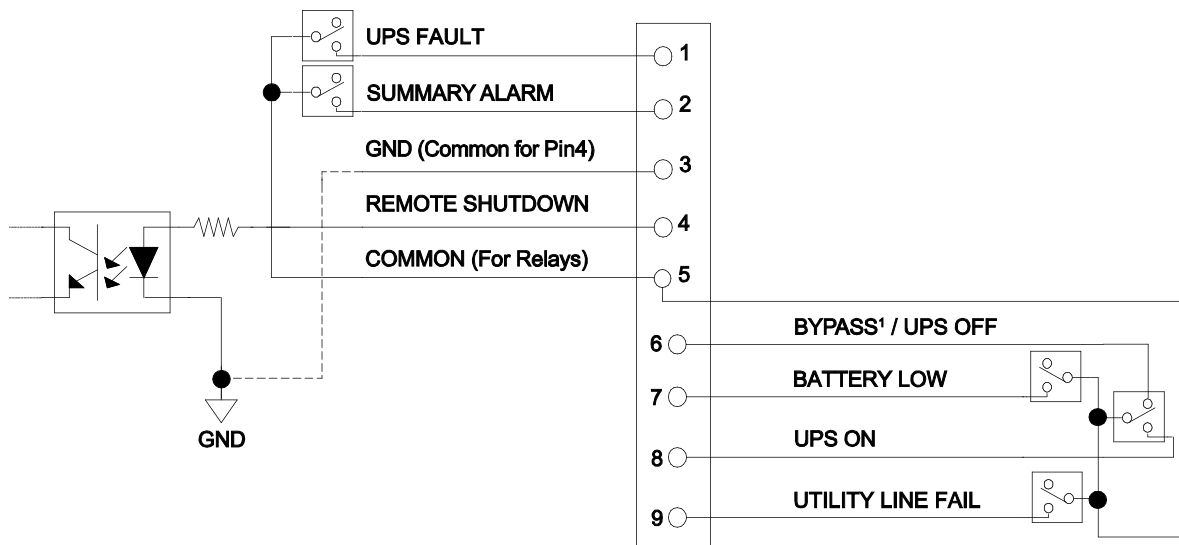 UPS FAULT
1
SUMMARY ALARM
2
GND (Common for Pin4)
3
REMOTE SHUTDOWN
4
COMMON (For Relays)
5
BYPASS¹ / UPS OFF
6
BATTERY LOW
7
GND
UPS ON
8
UTILITY LINE FAIL
9